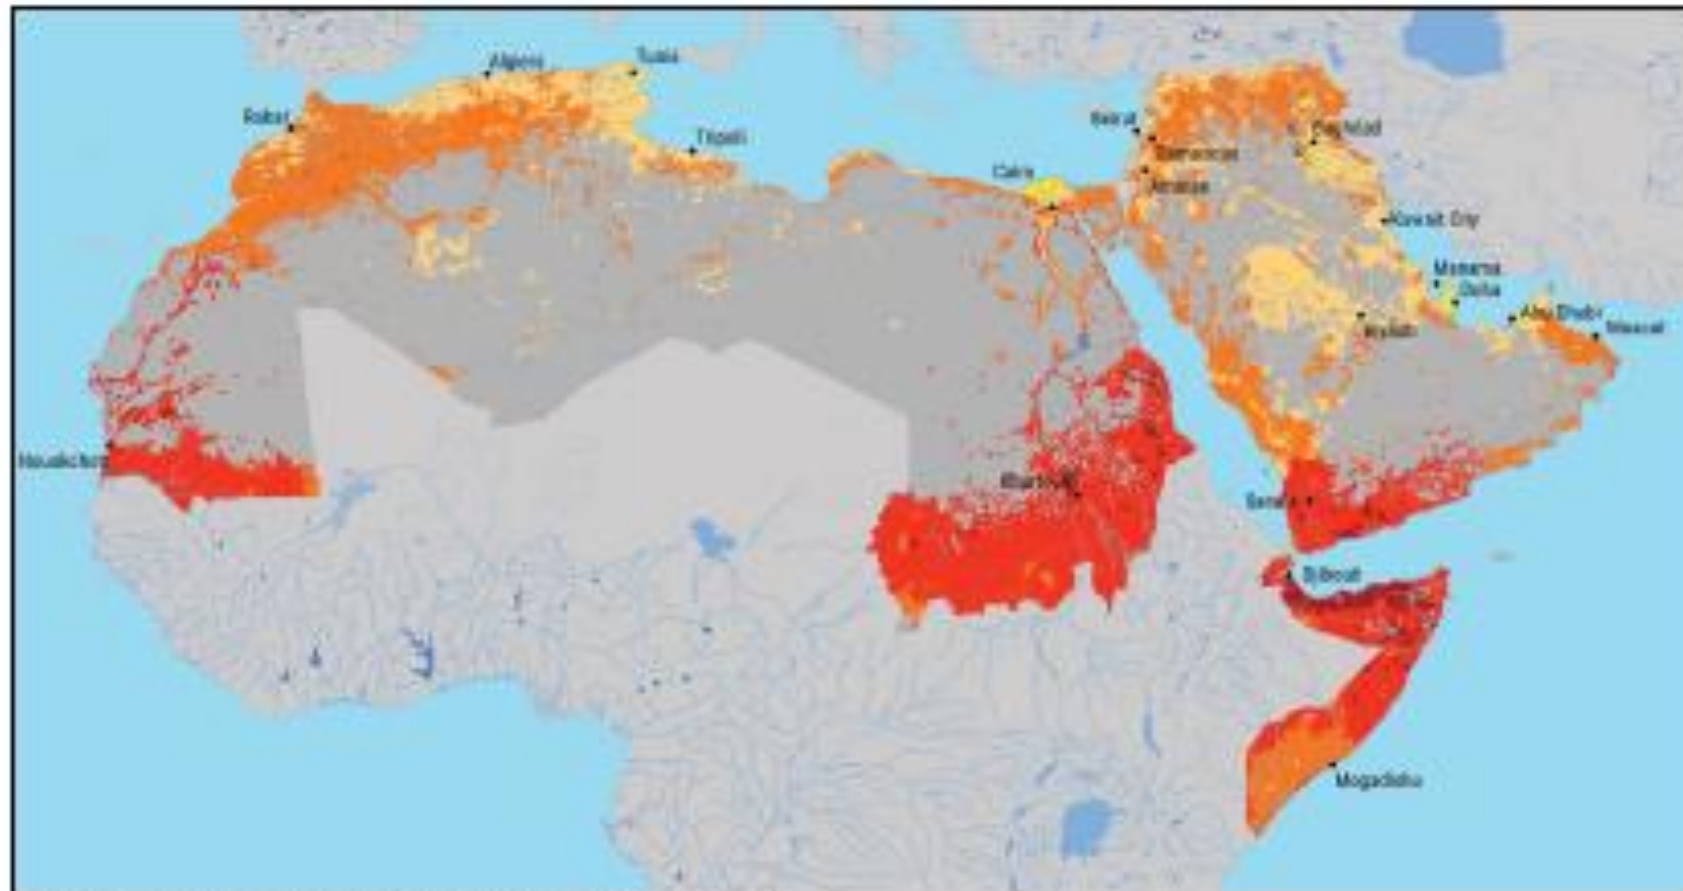 Algiers
Tunis
Rabat
Tripoli
Beirut
Baghdad
Damascus
Cairo
Amman
Kuwait City
Manama
Doha
Abu Dhabi
Muscat
Riyadh
Nouakchott
Khartoum
Sana'a
Djibouti
Mogadishu